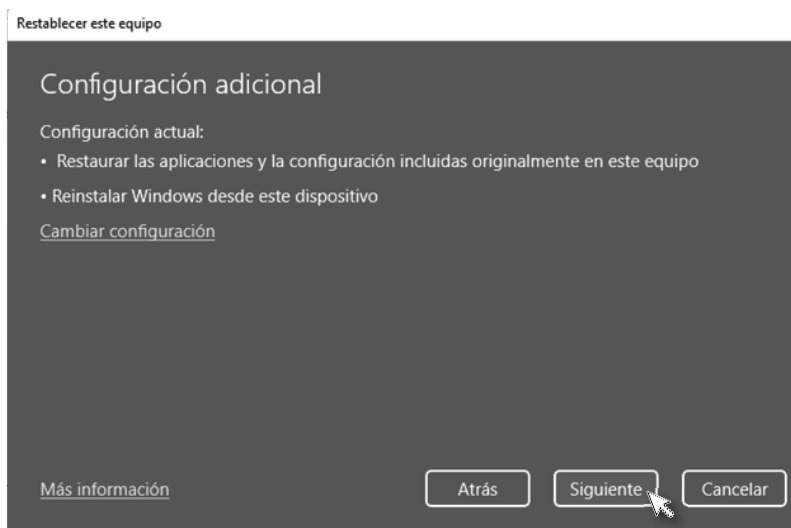 Restablecer este equipo
Configuración adicional
Configuración actual:
• Restaurar las aplicaciones y la configuración incluidas originalmente en este equipo
• Reinstalar Windows desde este dispositivo
Cambiar configuración
Más información
Atrás
Siguiente
Cancelar